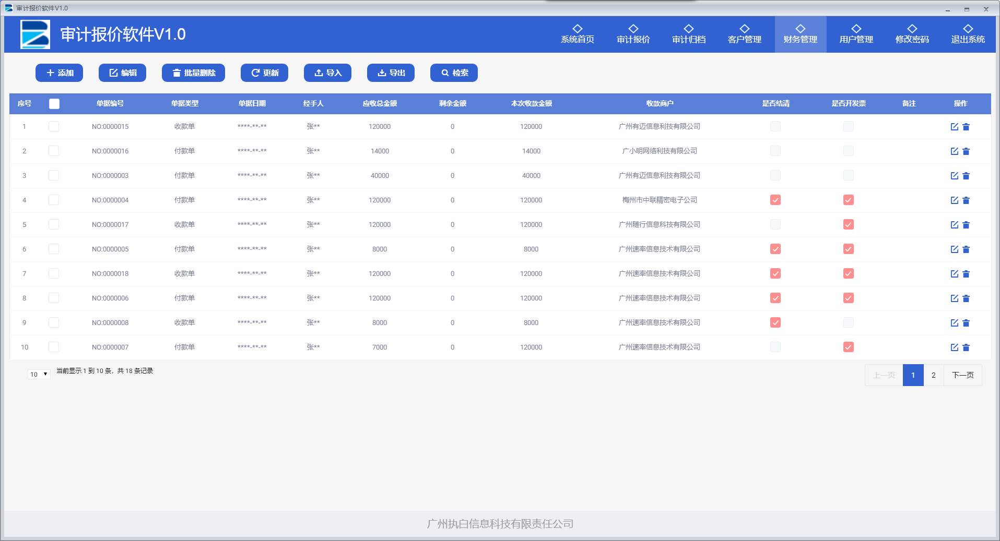 审计报价软件V1.0
审计报价软件V1.0
系统首页 审计报价 审计归档 客户管理 财务管理 用户管理 修改密码 退出系统
添加 编辑 批量删除 更新 导入 导出 检索
序号 单据编号 单据类型 单据日期 经手人 应收总金额 剩余金额 本次收款金额 收款商户 是否结清 是否开发票 备注 操作
1 NO:0000015 收款单 ****-**-** 张** 120000 0 120000 广州有迈信息利技有限公司
2 NO:0000016 付款单 ****-**-** 张** 14000 0 14000 广小明网络利技有限公司
3 NO:0000003 付款单 ****-**-** 张** 40000 0 40000 广州有迈信息利技有限公司
4 NO:0000004 付款单 ****-**-** 张** 120000 0 120000 梅州市中联精密电子公司
5 NO:0000017 收款单 ****-**-** 张** 120000 0 120000 广州随行信息科技有限公司
6 NO:0000005 付款单 ****-**-** 张** 8000 0 8000 广州速率信息技术有限公司
7 NO:0000018 收款单 ****-**-** 张** 120000 0 120000 广州速率信息技术有限公司
8 NO:0000006 付款单 ****-**-** 张** 120000 0 120000 广州速率信息技术有限公司
9 NO:0000008 收款单 ****-**-** 张** 8000 0 8000 广州速率信息技术有限公司
10 NO:0000007 付款单 ****-**-** 张** 7000 0 120000 广州速率信息技术有限公司
10 当前显示 1 到 10 条，共 18 条记录 上一页 1 2 下一页
广州执白信息科技有限责任公司